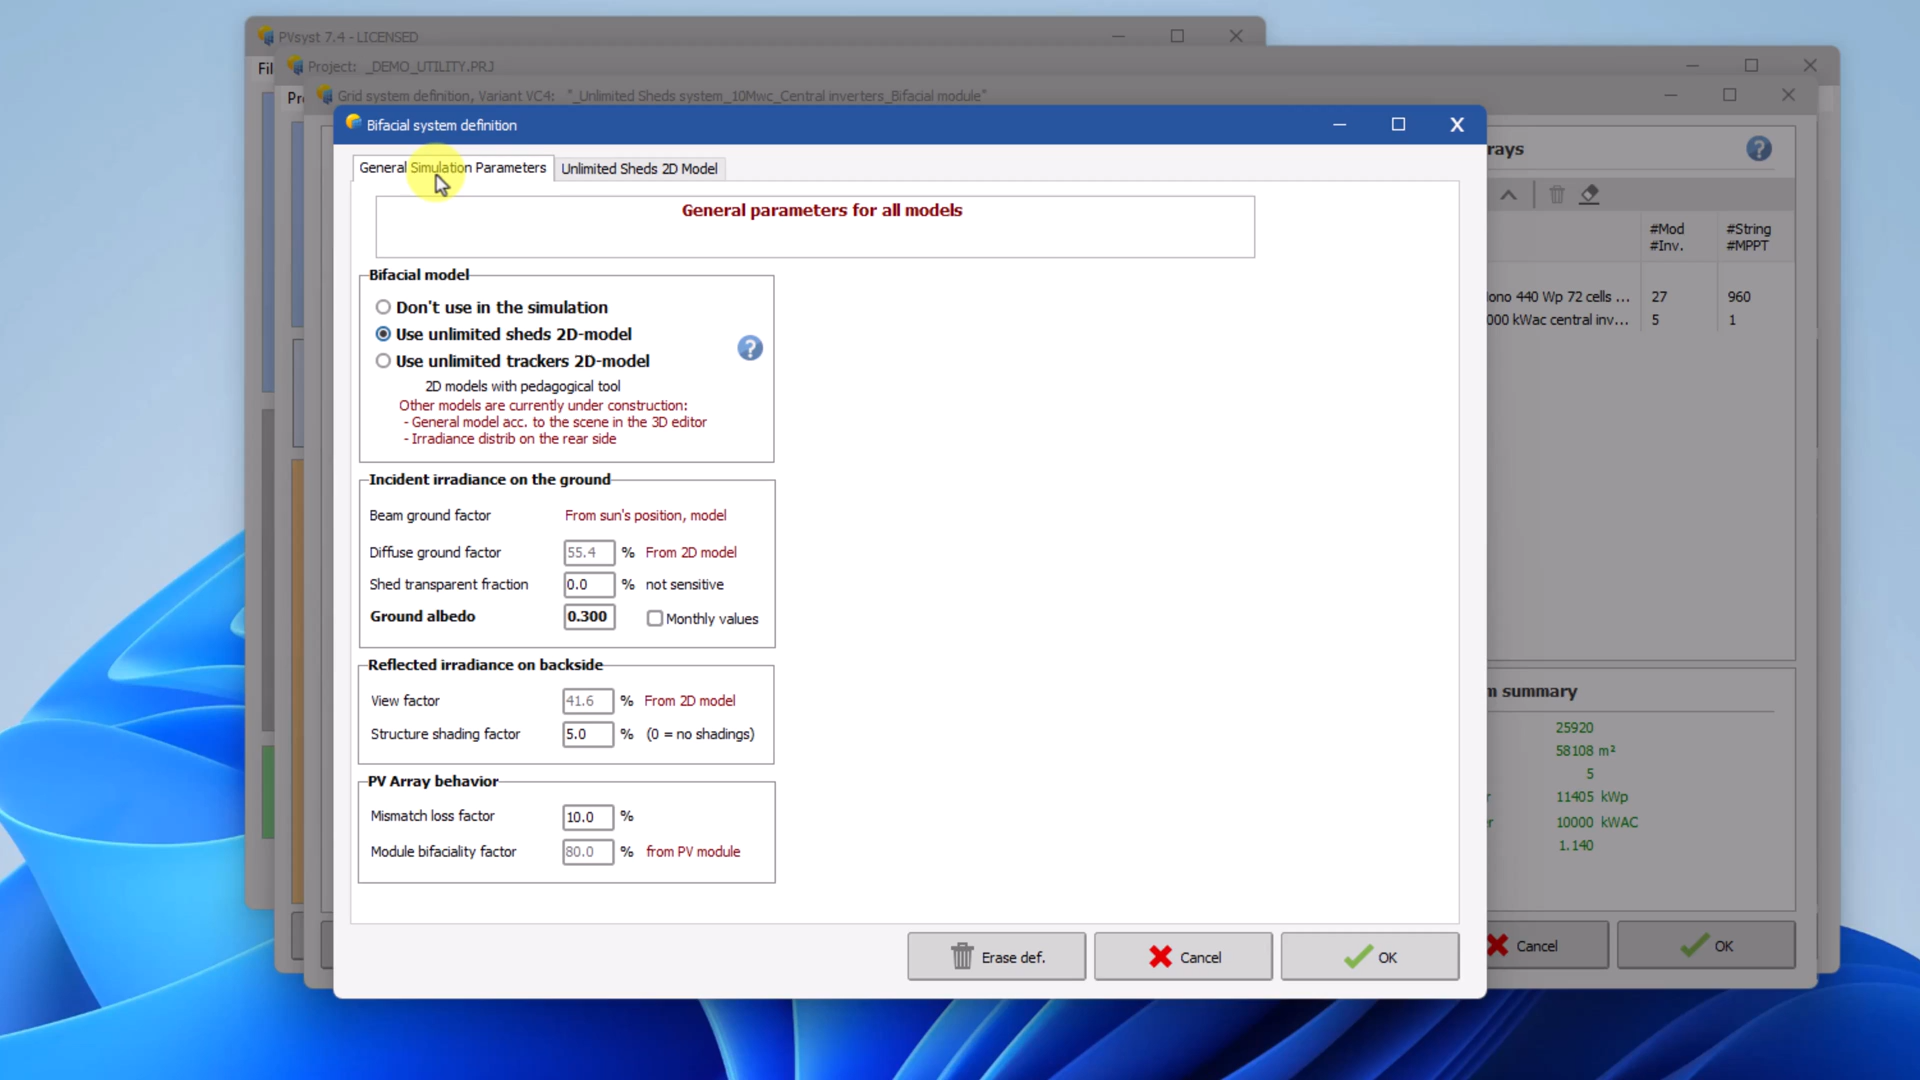 PVsyst 7.4 - LICENSED
Fil
Project: _DEMO_UTILITY.PRJ
Pr
Grid system definition, Variant VC4: "_Unlimited Sheds system_10Mwc_Central inverters_Bifacial module"
Bifacial system definition
General Simulation Parameters
Unlimited Sheds 2D Model
General parameters for all models
Bifacial model
Don't use in the simulation
Use unlimited sheds 2D-model
Use unlimited trackers 2D-model
2D models with pedagogical tool
Other models are currently under construction:
- General model acc. to the scene in the 3D editor
- Irradiance distrib on the rear side
?
Incident irradiance on the ground
Beam ground factor From sun's position, model
Diffuse ground factor 55.4 % From 2D model
Shed transparent fraction 0.0 % not sensitive
Ground albedo 0.300 Monthly values
Reflected irradiance on backside
View factor 41.6 % From 2D model
Structure shading factor 5.0 % (0 = no shadings)
PV Array behavior
Mismatch loss factor 10.0 %
Module bifaciality factor 80.0 % from PV module
Erase def.
Cancel
OK
rays
?
#Mod #String
#Inv. #MPPT
ono 440 Wp 72 cells ... 27 960
000 kWac central inv... 5 1
m summary
25920
58108 m²
5
r 11405 kWp
er 10000 kWAC
1.140
Cancel
OK